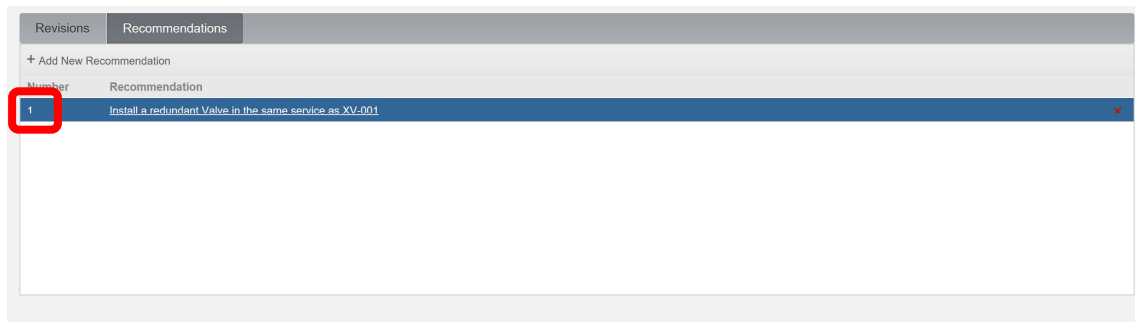 Revisions Recommendations
+ Add New Recommendation
Number Recommendation
1 Install a redundant Valve in the same service as XV-001